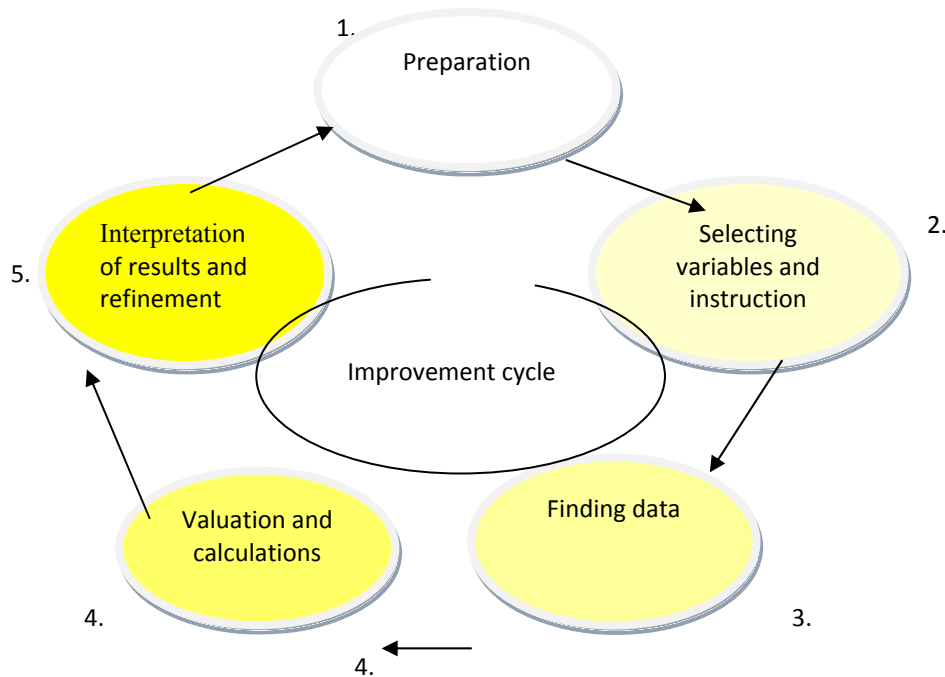 1.
Preparation
2.
Selecting
variables and
instruction
3.
Finding data
4.
4.
Valuation and
calculations
5.
Interpretation
of results and
refinement
Improvement cycle